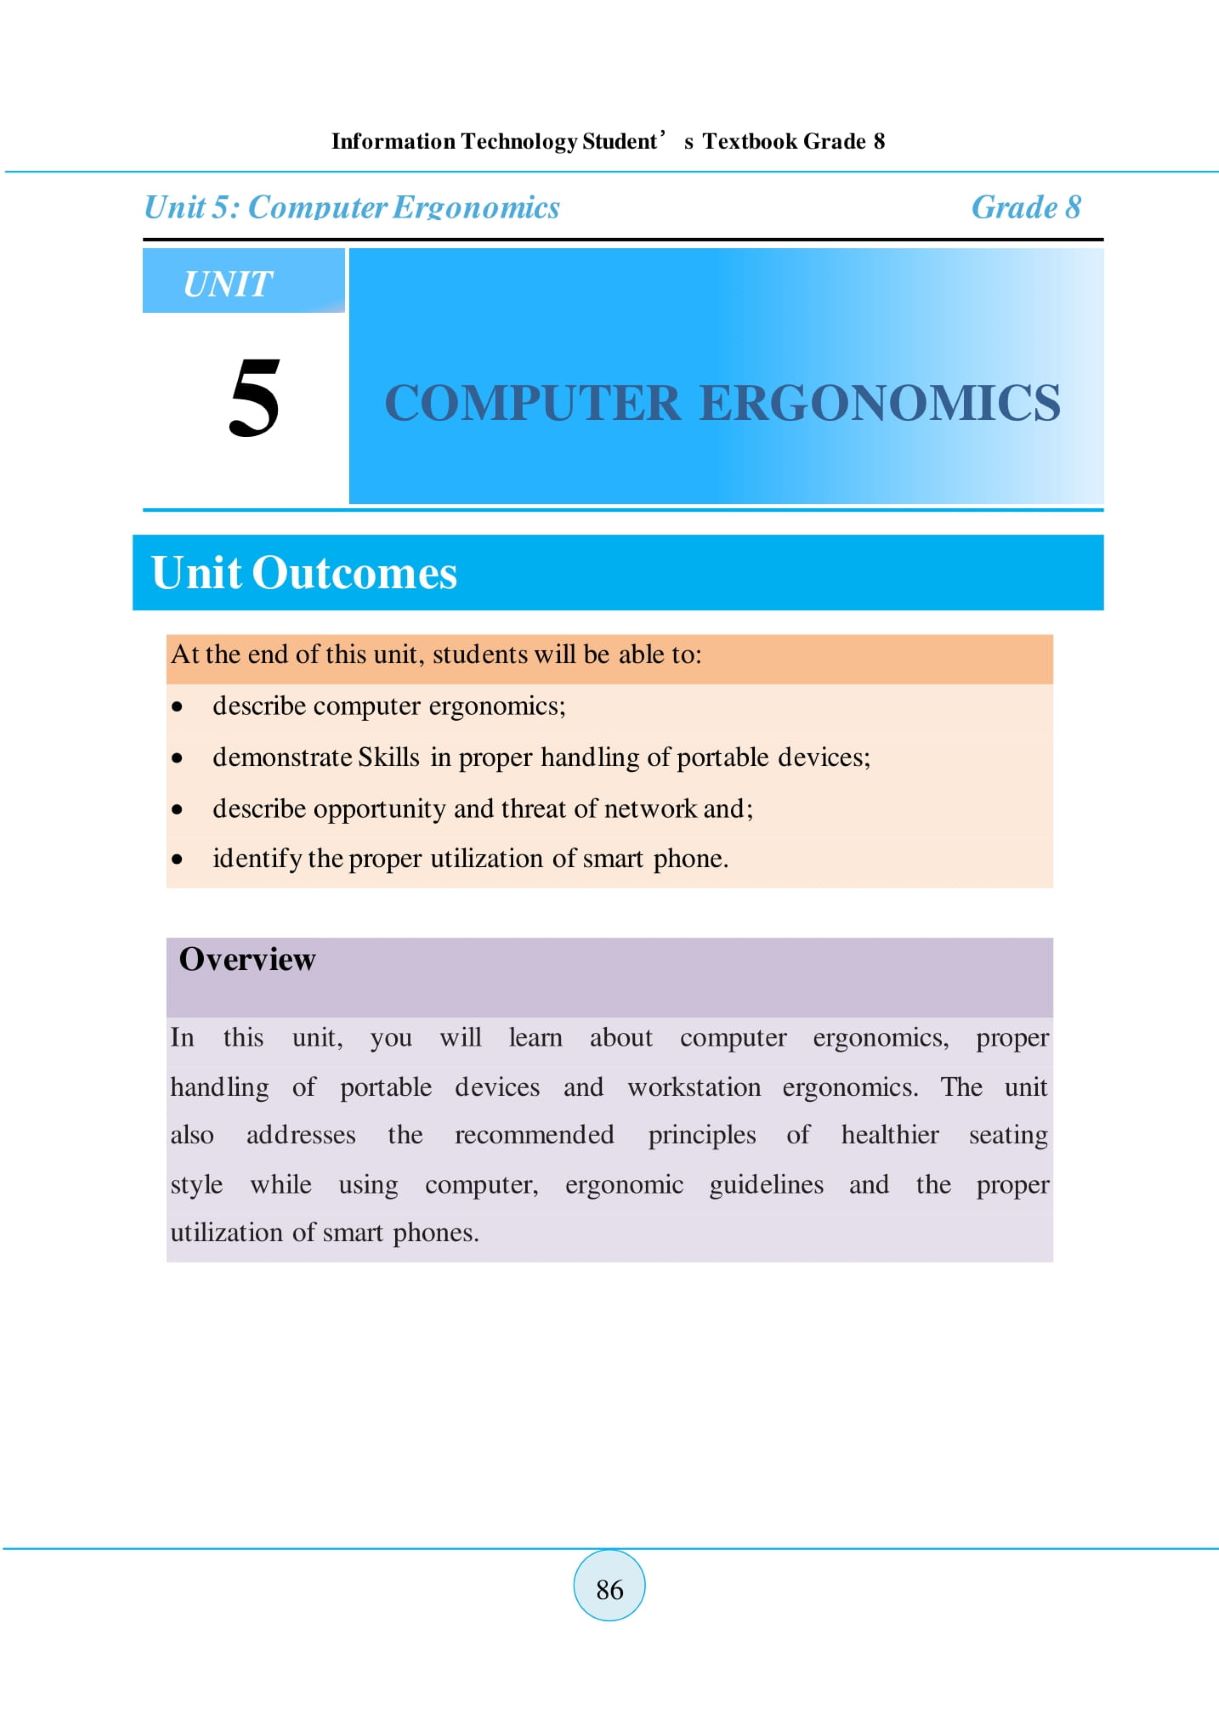 Information Technology Student’s Textbook Grade 8
Unit 5: Computer Ergonomics Grade 8
UNIT
5
COMPUTER ERGONOMICS
Unit Outcomes
At the end of this unit, students will be able to:
• describe computer ergonomics;
• demonstrate Skills in proper handling of portable devices;
• describe opportunity and threat of network and;
• identify the proper utilization of smart phone.
Overview
In this unit, you will learn about computer ergonomics, proper
handling of portable devices and workstation ergonomics. The unit
also addresses the recommended principles of healthier seating
style while using computer, ergonomic guidelines and the proper
utilization of smart phones.
86